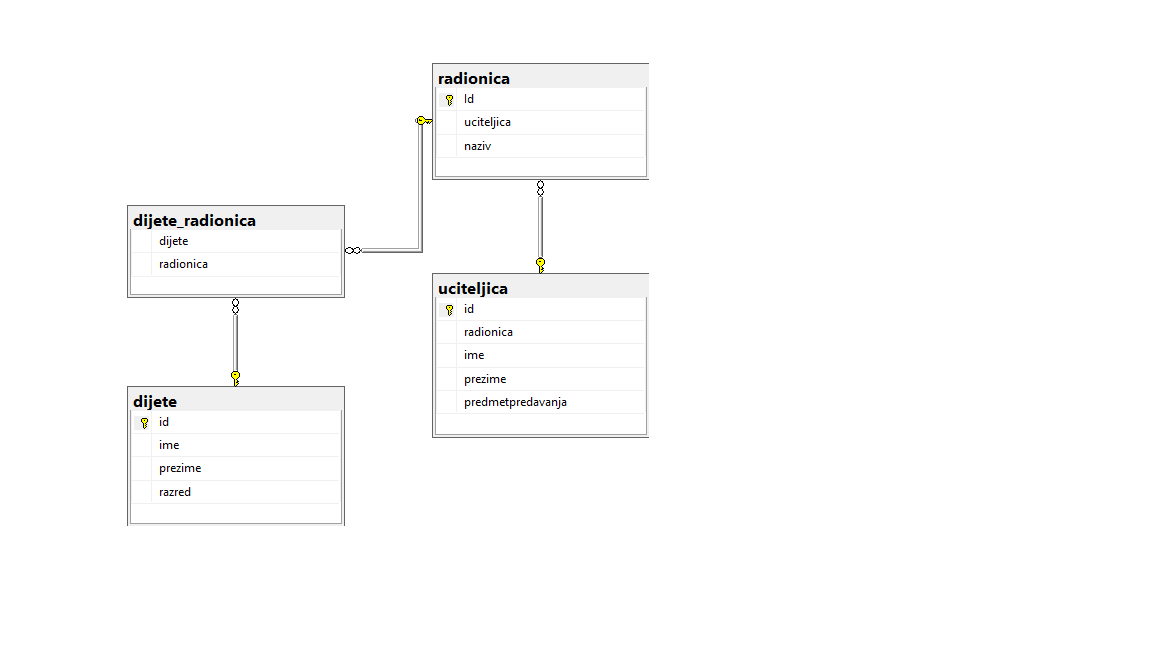 radionica
Id
uciteljica
naziv
dijete_radionica
dijete
radionica
uciteljica
id
radionica
ime
prezime
predmetpredavanja
dijete
id
ime
prezime
razred